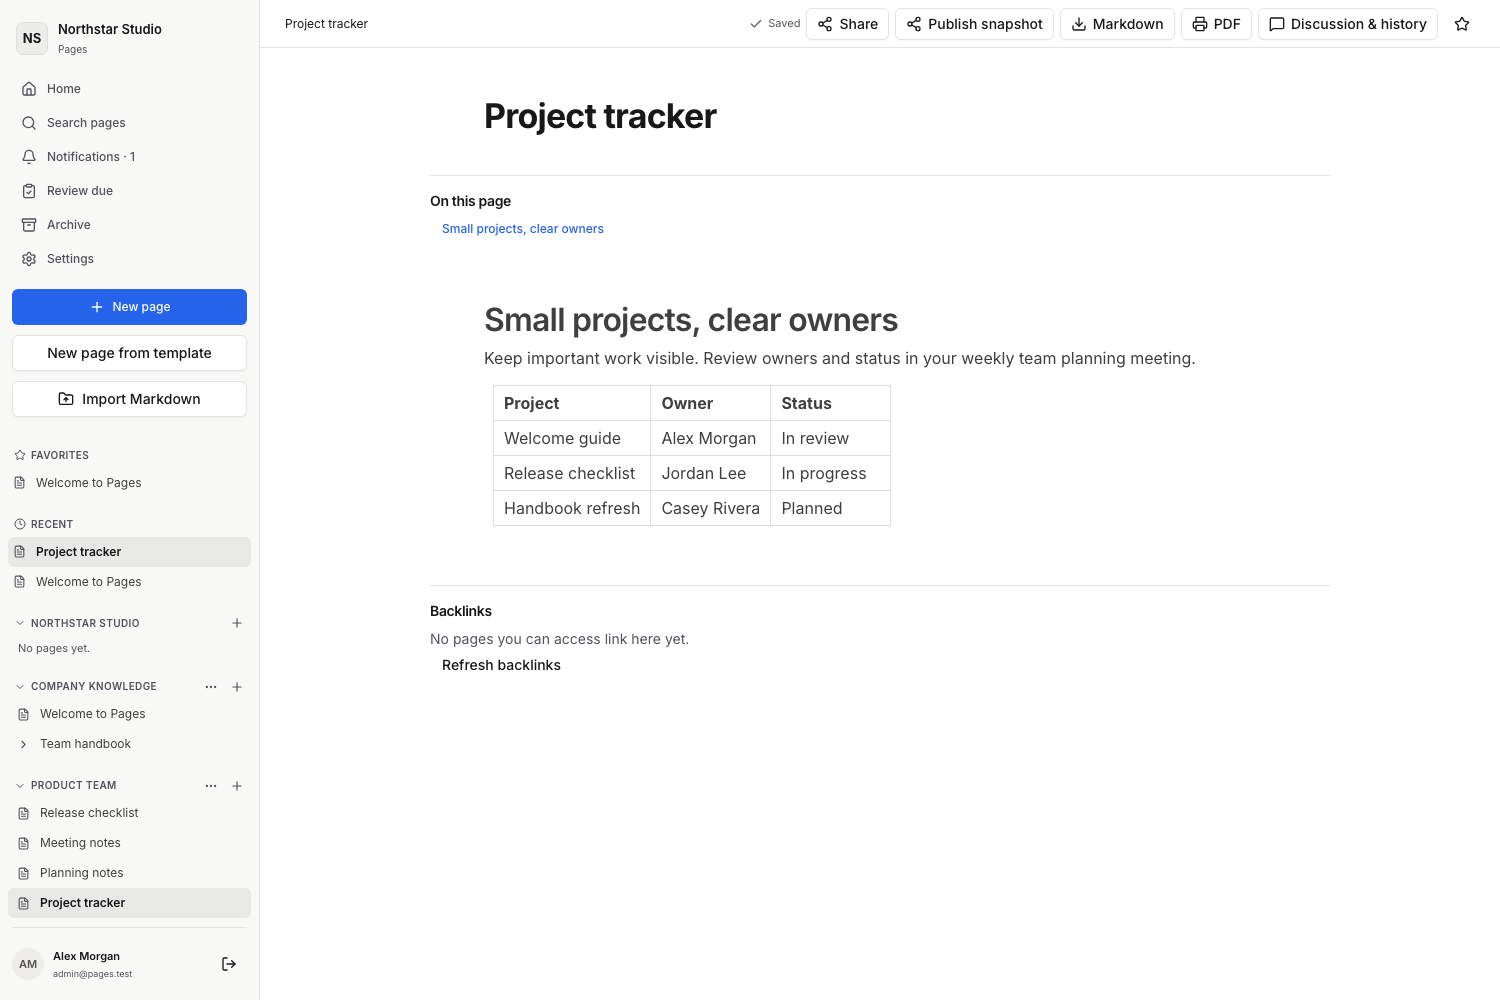 NS
Northstar Studio
Pages
Home
Search pages
Notifications · 1
Review due
Archive
Settings
New page
New page from template
Import Markdown
FAVORITES
Welcome to Pages
RECENT
Project tracker
Welcome to Pages
NORTHSTAR STUDIO
No pages yet.
COMPANY KNOWLEDGE
Welcome to Pages
Team handbook
PRODUCT TEAM
Release checklist
Meeting notes
Planning notes
Project tracker
AM
Alex Morgan
admin@pages.test
Project tracker
Saved
Share
Publish snapshot
Markdown
PDF
Discussion & history
Project tracker
On this page
Small projects, clear owners
Small projects, clear owners
Keep important work visible. Review owners and status in your weekly team planning meeting.
Project Owner Status
Welcome guide Alex Morgan In review
Release checklist Jordan Lee In progress
Handbook refresh Casey Rivera Planned
Backlinks
No pages you can access link here yet.
Refresh backlinks